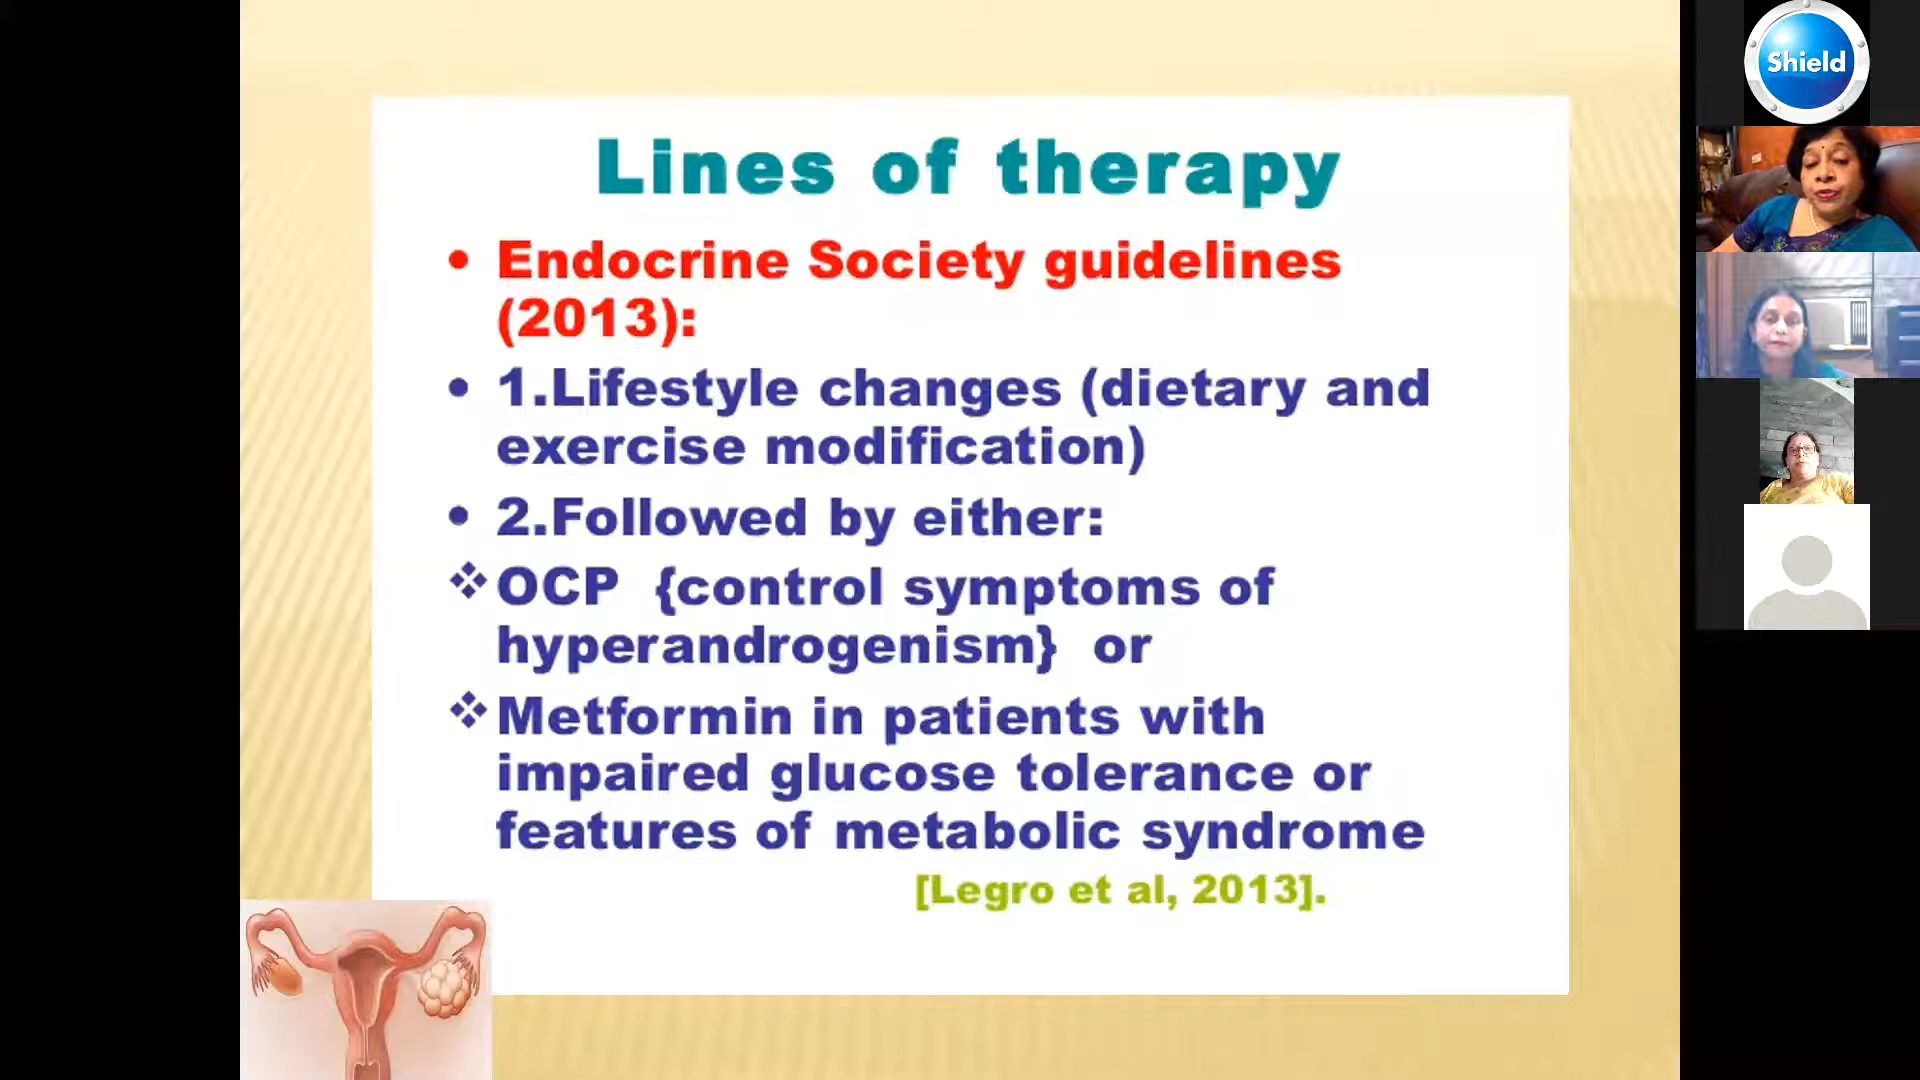 Lines of therapy
• Endocrine Society guidelines
(2013):
• 1.Lifestyle changes (dietary and
exercise modification)
• 2.Followed by either:
❖OCP {control symptoms of
hyperandrogenism} or
❖Metformin in patients with
impaired glucose tolerance or
features of metabolic syndrome
[Legro et al, 2013].
Shield